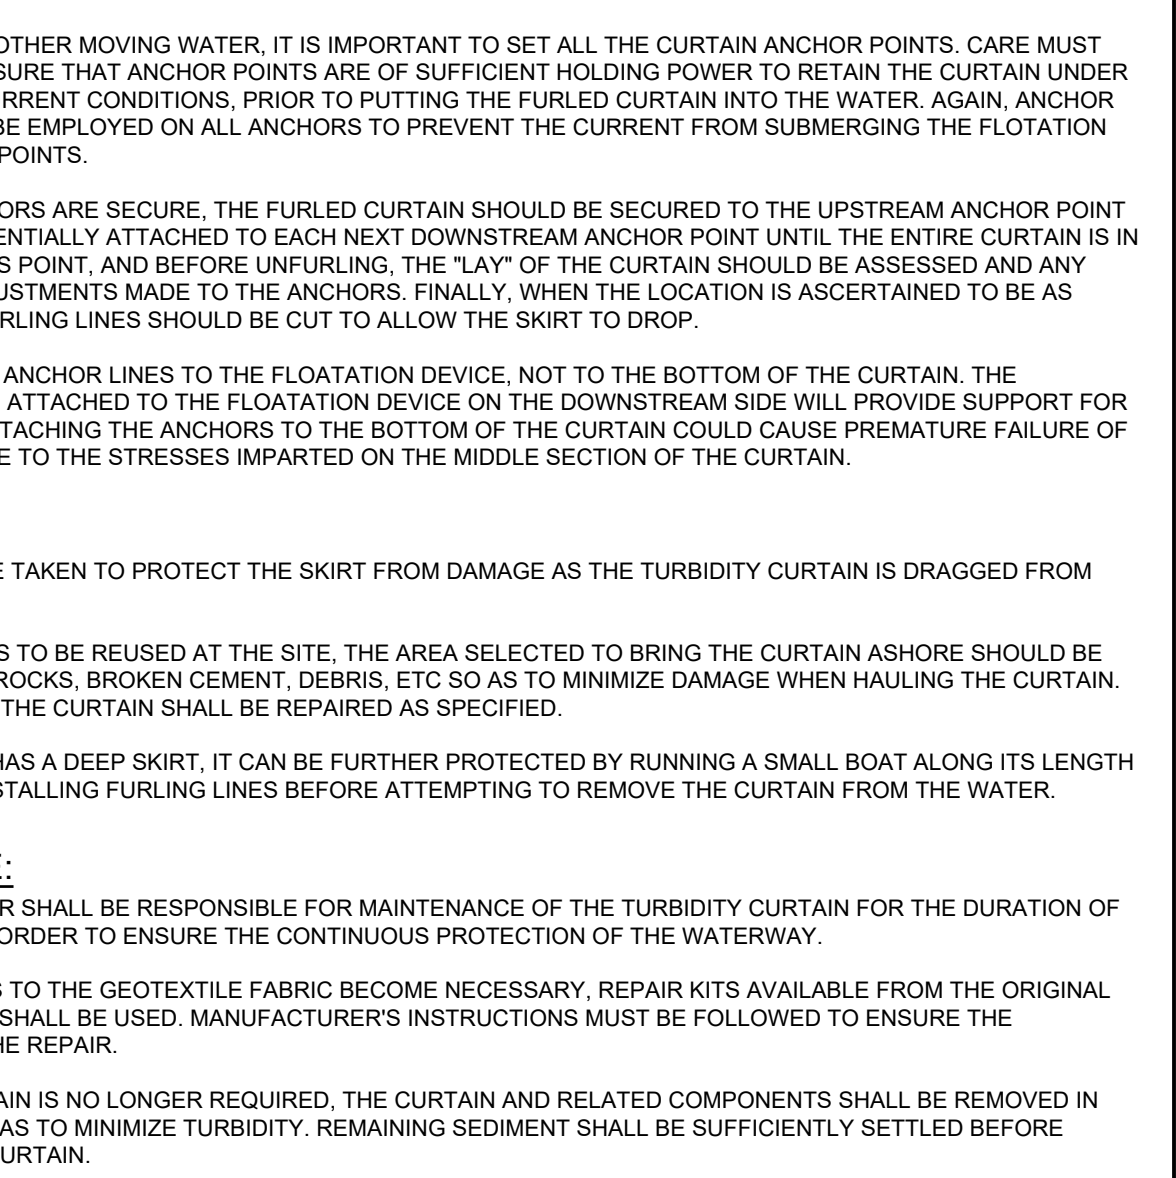 OTHER MOVING WATER, IT IS IMPORTANT TO SET ALL THE CURTAIN ANCHOR POINTS. CARE MUST
SURE THAT ANCHOR POINTS ARE OF SUFFICIENT HOLDING POWER TO RETAIN THE CURTAIN UNDER
RRENT CONDITIONS, PRIOR TO PUTTING THE FURLED CURTAIN INTO THE WATER. AGAIN, ANCHOR
BE EMPLOYED ON ALL ANCHORS TO PREVENT THE CURRENT FROM SUBMERGING THE FLOTATION
POINTS.
ORS ARE SECURE, THE FURLED CURTAIN SHOULD BE SECURED TO THE UPSTREAM ANCHOR POINT
ENTIALLY ATTACHED TO EACH NEXT DOWNSTREAM ANCHOR POINT UNTIL THE ENTIRE CURTAIN IS IN
S POINT, AND BEFORE UNFURLING, THE "LAY" OF THE CURTAIN SHOULD BE ASSESSED AND ANY
USTMENTS MADE TO THE ANCHORS. FINALLY, WHEN THE LOCATION IS ASCERTAINED TO BE AS
RLING LINES SHOULD BE CUT TO ALLOW THE SKIRT TO DROP.
ANCHOR LINES TO THE FLOATATION DEVICE, NOT TO THE BOTTOM OF THE CURTAIN. THE
ATTACHED TO THE FLOATATION DEVICE ON THE DOWNSTREAM SIDE WILL PROVIDE SUPPORT FOR
TTACHING THE ANCHORS TO THE BOTTOM OF THE CURTAIN COULD CAUSE PREMATURE FAILURE OF
E TO THE STRESSES IMPARTED ON THE MIDDLE SECTION OF THE CURTAIN.
E TAKEN TO PROTECT THE SKIRT FROM DAMAGE AS THE TURBIDITY CURTAIN IS DRAGGED FROM
S TO BE REUSED AT THE SITE, THE AREA SELECTED TO BRING THE CURTAIN ASHORE SHOULD BE
ROCKS, BROKEN CEMENT, DEBRIS, ETC SO AS TO MINIMIZE DAMAGE WHEN HAULING THE CURTAIN.
THE CURTAIN SHALL BE REPAIRED AS SPECIFIED.
HAS A DEEP SKIRT, IT CAN BE FURTHER PROTECTED BY RUNNING A SMALL BOAT ALONG ITS LENGTH
STALLING FURLING LINES BEFORE ATTEMPTING TO REMOVE THE CURTAIN FROM THE WATER.
E:
R SHALL BE RESPONSIBLE FOR MAINTENANCE OF THE TURBIDITY CURTAIN FOR THE DURATION OF
ORDER TO ENSURE THE CONTINUOUS PROTECTION OF THE WATERWAY.
S TO THE GEOTEXTILE FABRIC BECOME NECESSARY, REPAIR KITS AVAILABLE FROM THE ORIGINAL
SHALL BE USED. MANUFACTURER'S INSTRUCTIONS MUST BE FOLLOWED TO ENSURE THE
HE REPAIR.
AIN IS NO LONGER REQUIRED, THE CURTAIN AND RELATED COMPONENTS SHALL BE REMOVED IN
AS TO MINIMIZE TURBIDITY. REMAINING SEDIMENT SHALL BE SUFFICIENTLY SETTLED BEFORE
URTAIN.